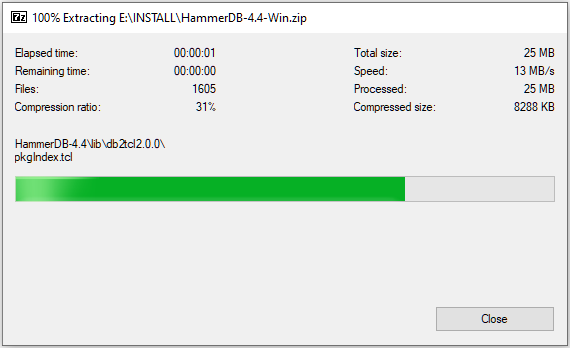 7z 100% Extracting E:\INSTALL\HammerDB-4.4-Win.zip
Elapsed time: 00:00:01 Total size: 25 MB
Remaining time: 00:00:00 Speed: 13 MB/s
Files: 1605 Processed: 25 MB
Compression ratio: 31% Compressed size: 8288 KB
HammerDB-4.4\lib\db2tcl2.0.0\
pkgIndex.tcl
Close